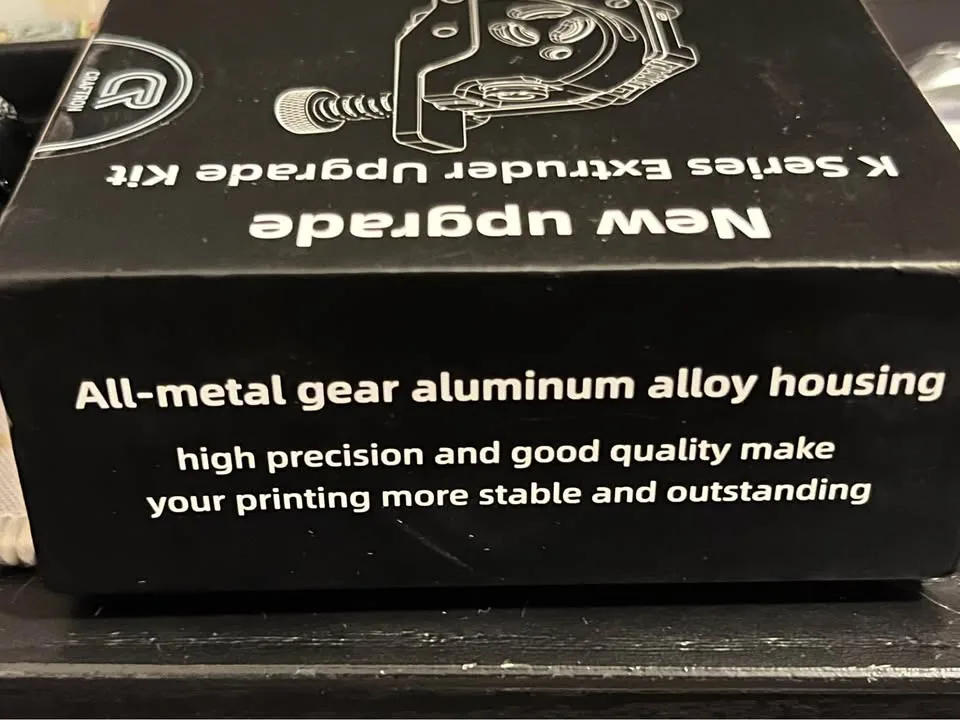 New upgrade
K Series Extruder Upgrade Kit
All-metal gear aluminum alloy housing
high precision and good quality make
your printing more stable and outstanding